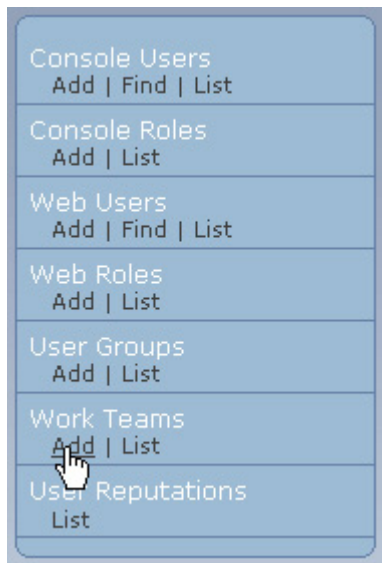 Console Users
Add | Find | List
Console Roles
Add | List
Web Users
Add | Find | List
Web Roles
Add | List
User Groups
Add | List
Work Teams
Add | List
User Reputations
List